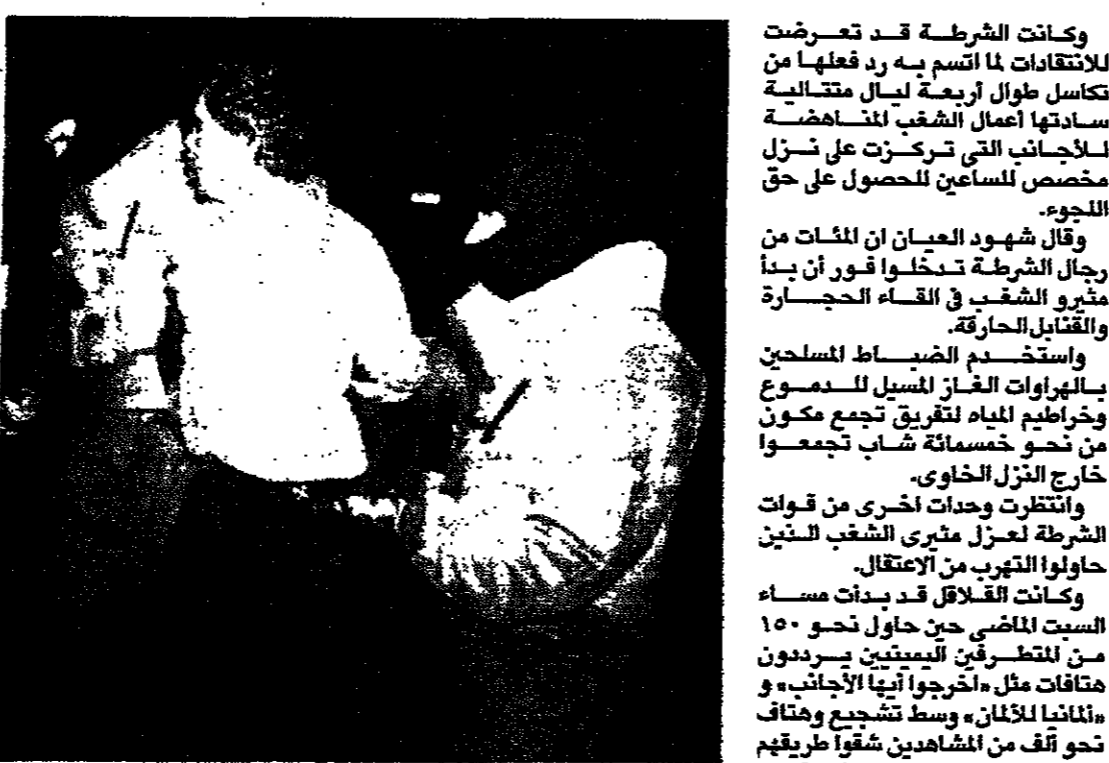 وكانت الشرطة قد تعرضت
للانتقادات لما اتسم به رد فعلها من
تكاسل طوال أربعة ليال متتالية
سادتها أعمال الشغب المناهضة
للأجانب التى تركزت على نزل
مخصص للساعين للحصول على حق
اللجوء.
وقال شهود العيان ان المئات من
رجال الشرطة تدخلوا فور أن بدأ
مثيرو الشغب فى القاء الحجارة
والقنابل الحارقة.
واستخدم الضباط المسلحين
بالهراوات الغاز المسيل للدموع
وخراطيم المياه لتفريق تجمع مكون
من نحو خمسمائة شاب تجمعوا
خارج النزل الخاوى.
وانتظرت وحدات اخرى من قوات
الشرطة لعزل مثيرى الشغب الذين
حاولوا التهرب من الاعتقال.
وكانت القلاقل قد بدأت مساء
السبت الماضى حين حاول نحو ١٥٠
من المتطرفين اليمينيين يرددون
هتافات مثل «اخرجوا أيها الأجانب» و
«المانيا للألمان» وسط تشجيع وهتاف
نحو ألف من المشاهدين شقوا طريقهم